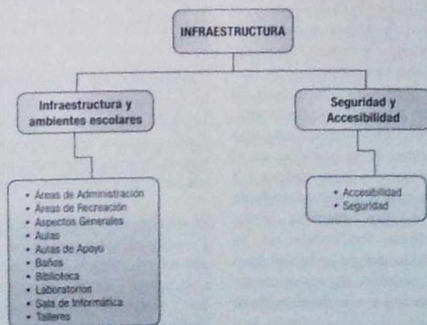 INFRAESTRUCTURA
Infraestructura y
ambientes escolares
Seguridad y
Accesibilidad
• Áreas de Administración
• Áreas de Recreación
• Aspectos Generales
• Aulas
• Aulas de Apoyo
• Baños
• Biblioteca
• Laboratorios
• Sala de Informática
• Talleres
• Accesibilidad
• Seguridad